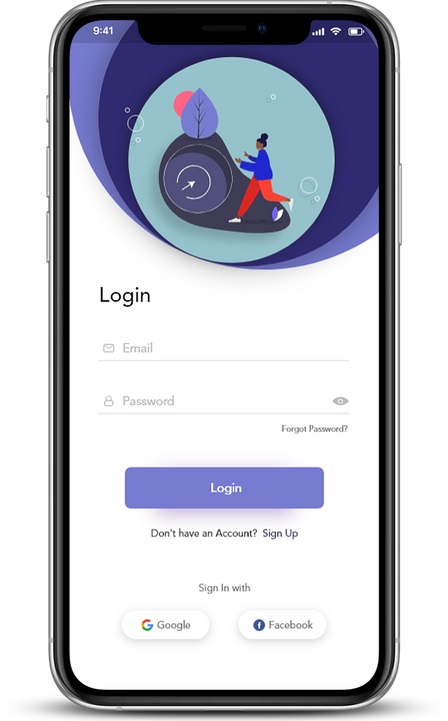 9:41
Login
Email
Password
Forgot Password?
Login
Don't have an Account? Sign Up
Sign In with
Google
Facebook